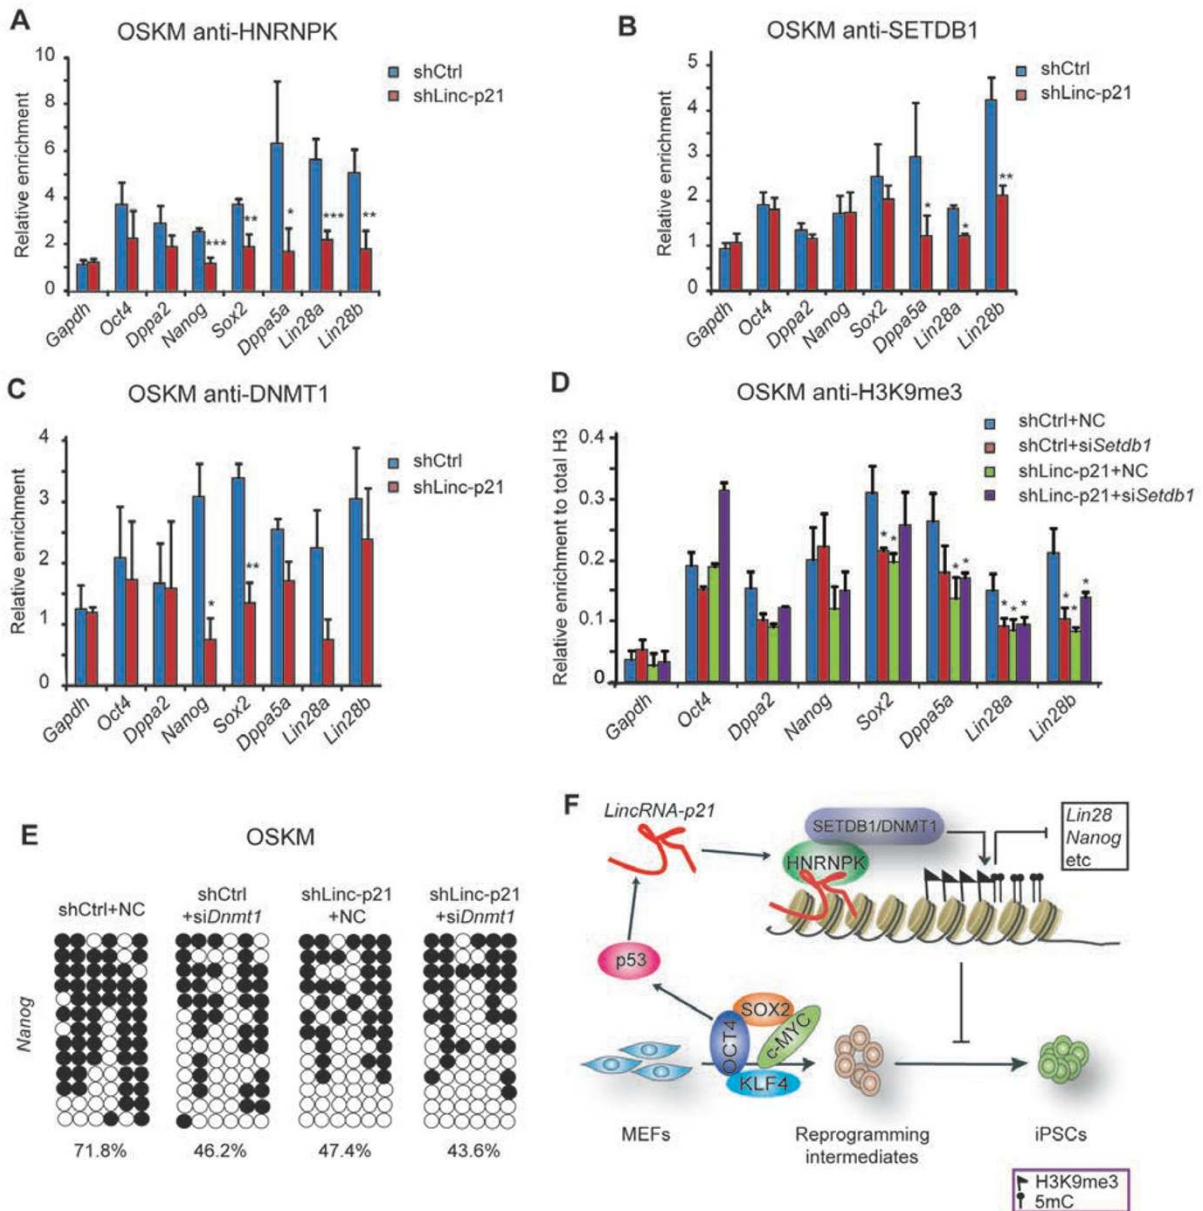 A
OSKM anti-HNRNPK
Relative enrichment
10
8
6
4
2
0
shCtrl
shLinc-p21
***
**
*
***
**
Gapdh
Oct4
Dppa2
Nanog
Sox2
Dppa5a
Lin28a
Lin28b
B
OSKM anti-SETDB1
Relative enrichment
5
4
3
2
1
0
shCtrl
shLinc-p21
*
*
**
Gapdh
Oct4
Dppa2
Nanog
Sox2
Dppa5a
Lin28a
Lin28b
C
OSKM anti-DNMT1
Relative enrichment
4
3
2
1
0
shCtrl
shLinc-p21
*
**
Gapdh
Oct4
Dppa2
Nanog
Sox2
Dppa5a
Lin28a
Lin28b
D
OSKM anti-H3K9me3
Relative enrichment to total H3
0.4
0.3
0.2
0.1
0
shCtrl+NC
shCtrl+siSetdb1
shLinc-p21+NC
shLinc-p21+siSetdb1
* *
* *
* * *
* * *
Gapdh
Oct4
Dppa2
Nanog
Sox2
Dppa5a
Lin28a
Lin28b
E
OSKM
shCtrl+NC
shCtrl
+siDnmt1
shLinc-p21
+NC
shLinc-p21
+siDnmt1
Nanog
71.8%
46.2%
47.4%
43.6%
F
LincRNA-p21
SETDB1/DNMT1
HNRNPK
Lin28
Nanog
etc
p53
SOX2
OCT4
c-MYC
KLF4
MEFs
Reprogramming
intermediates
iPSCs
H3K9me3
5mC